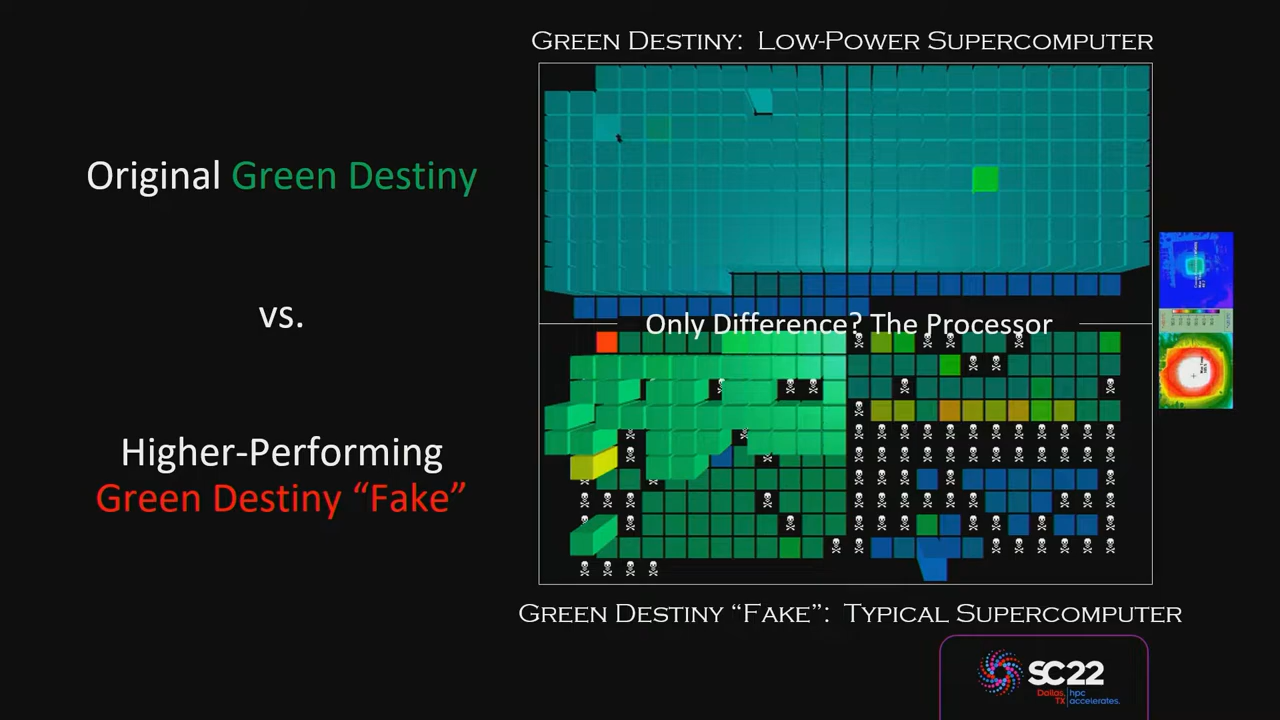 GREEN DESTINY: LOW-POWER SUPERCOMPUTER
Original Green Destiny
vs.
Only Difference? The Processor
Higher-Performing
Green Destiny “Fake”
GREEN DESTINY “FAKE”: TYPICAL SUPERCOMPUTER
SC22
Dallas, TX
hpc accelerates.